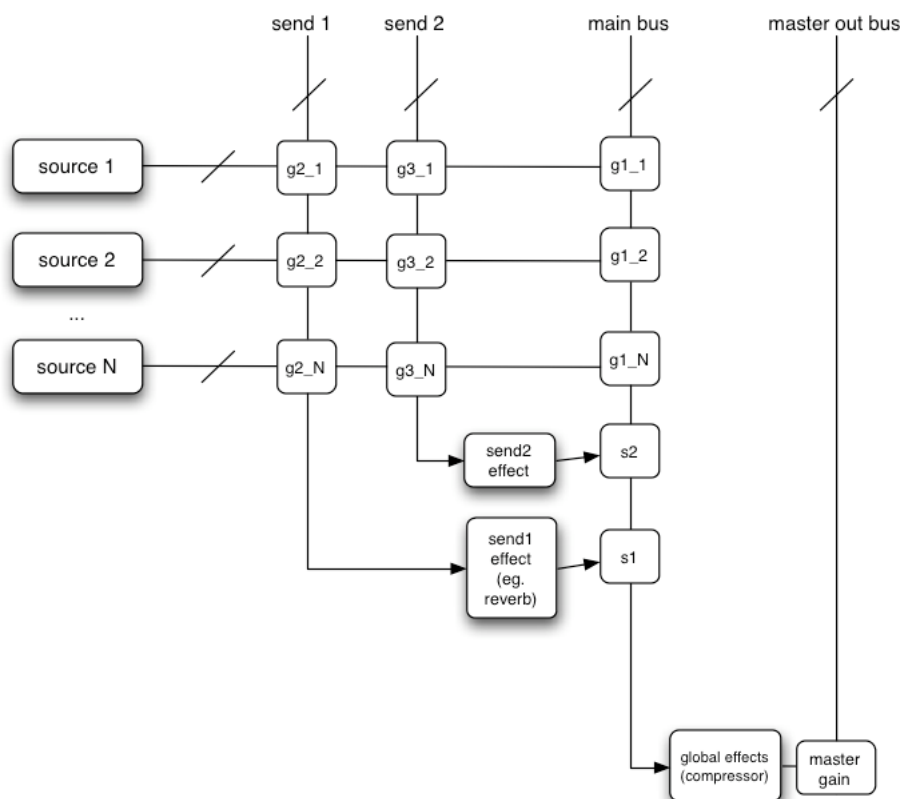 send 1
send 2
main bus
master out bus
source 1
g2_1
g3_1
g1_1
source 2
g2_2
g3_2
g1_2
...
source N
g2_N
g3_N
g1_N
send2
effect
s2
send1
effect
(eg.
reverb)
s1
global effects
(compressor)
master
gain